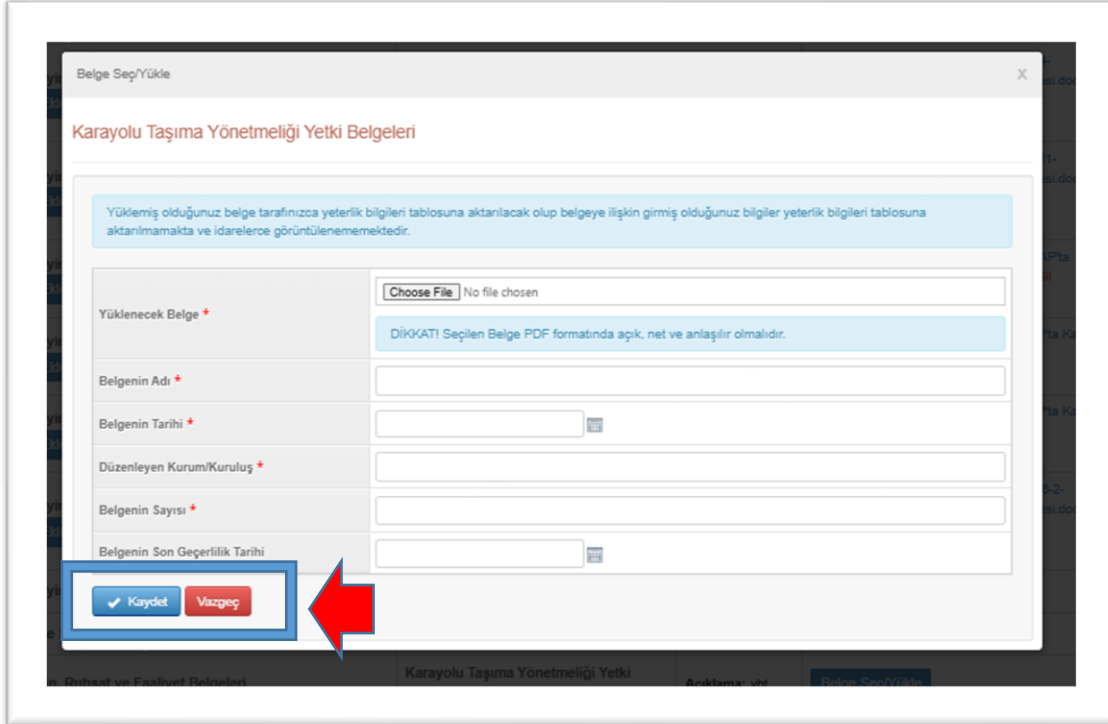 Belge Seç/Yükle
X
Karayolu Taşıma Yönetmeliği Yetki Belgeleri
Yüklemiş olduğunuz belge tarafınızca yeterlik bilgileri tablosuna aktarılacak olup belgeye ilişkin girmiş olduğunuz bilgiler yeterlik bilgileri tablosuna
aktarılmamakta ve idarelerce görüntülenememektedir.
Yüklenecek Belge *
Choose File No file chosen
DİKKAT! Seçilen Belge PDF formatında açık, net ve anlaşılır olmalıdır.
Belgenin Adı *
Belgenin Tarihi *
Düzenleyen Kurum/Kuruluş *
Belgenin Sayısı *
Belgenin Son Geçerlilik Tarihi
Kaydet Vazgeç
Karayolu Taşıma Yönetmeliği Yetki
n, Ruhsat ve Faaliyet Belgeleri
Açıklama: yht
Belge Seç/Yükle